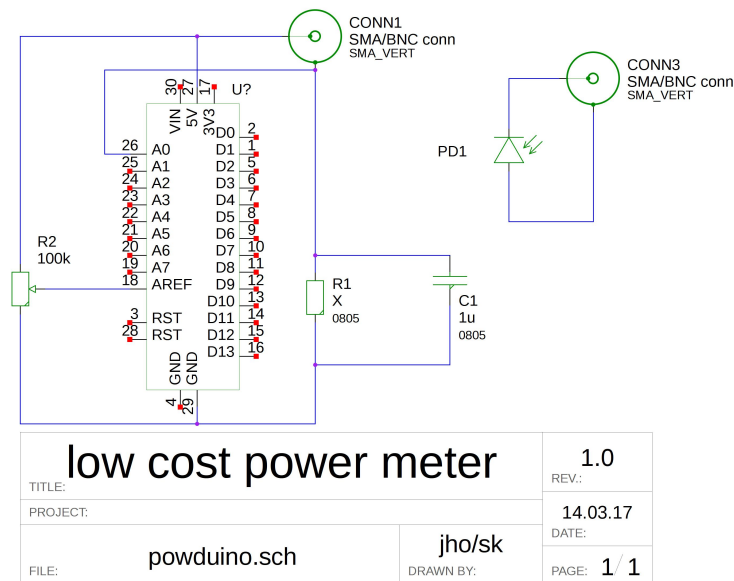 CONN1
SMA/BNC conn
SMA_VERT
CONN3
SMA/BNC conn
SMA_VERT
PD1
U?
30
27
17
VIN
5V
3V3
26 A0
25 A1
24 A2
23 A3
22 A4
21 A5
20 A6
19 A7
18 AREF
3 RST
28 RST
D0 2
D1 1
D2 5
D3 6
D4 7
D5 8
D6 9
D7 10
D8 11
D9 12
D10 13
D11 14
D12 15
D13 16
GND
GND
4
29
R2
100k
R1
X
0805
C1
1u
0805
TITLE: low cost power meter
1.0
REV.:
PROJECT:
14.03.17
DATE:
FILE: powduino.sch
jho/sk
DRAWN BY:
PAGE: 1/1